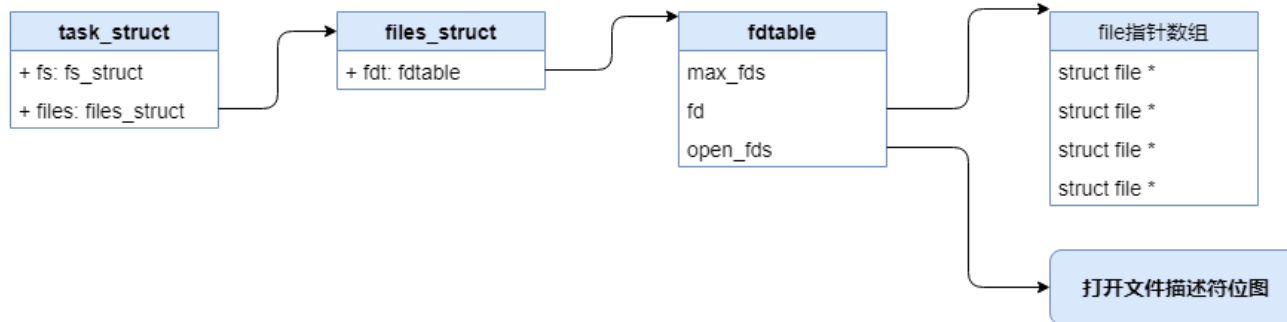 task_struct
+ fs: fs_struct
+ files: files_struct
files_struct
+ fdt: fdtable
fdtable
max_fds
fd
open_fds
file指针数组
struct file *
struct file *
struct file *
struct file *
打开文件描述符位图